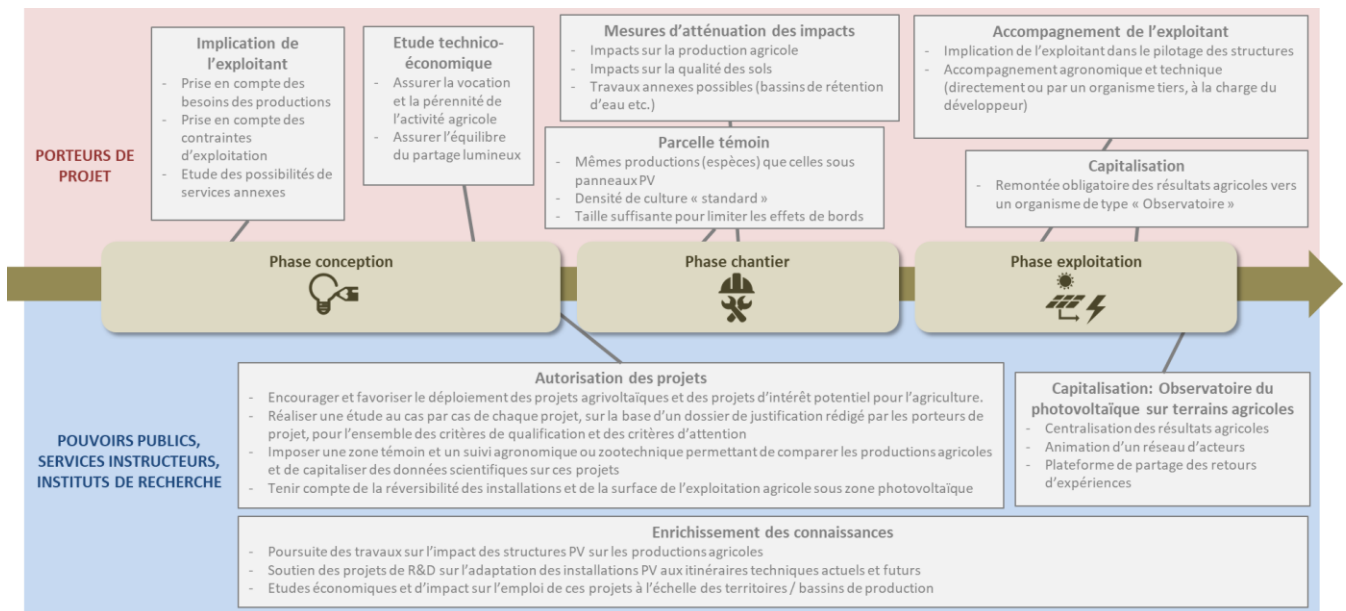 Implication de
l'exploitant
- Prise en compte des
besoins des productions
- Prise en compte des
contraintes
d'exploitation
- Etude des possibilités de
services annexes
Etude technico-
économique
- Assurer la vocation
et la pérennité de
l'activité agricole
- Assurer l'équilibre
du partage lumineux
Mesures d'atténuation des impacts
- Impacts sur la production agricole
- Impacts sur la qualité des sols
- Travaux annexes possibles (bassins de rétention
d'eau etc.)
Parcelle témoin
- Mêmes productions (espèces) que celles sous
panneaux PV
- Densité de culture « standard »
- Taille suffisante pour limiter les effets de bords
Accompagnement de l'exploitant
- Implication de l'exploitant dans le pilotage des structures
- Accompagnement agronomique et technique
(directement ou par un organisme tiers, à la charge du
développeur)
Capitalisation
- Remontée obligatoire des résultats agricoles vers
un organisme de type « Observatoire »
PORTEURS DE
PROJET
Phase conception
Phase chantier
Phase exploitation
POUVOIRS PUBLICS,
SERVICES INSTRUCTEURS,
INSTITUTS DE RECHERCHE
Autorisation des projets
- Encourager et favoriser le déploiement des projets agrivoltaïques et des projets d'intérêt potentiel pour l'agriculture.
- Réaliser une étude au cas par cas de chaque projet, sur la base d'un dossier de justification rédigé par les porteurs de
projet, pour l'ensemble des critères de qualification et des critères d'attention
- Imposer une zone témoin et un suivi agronomique ou zootechnique permettant de comparer les productions agricoles
et de capitaliser des données scientifiques sur ces projets
- Tenir compte de la réversibilité des installations et de la surface de l'exploitation agricole sous zone photovoltaïque
Capitalisation: Observatoire du
photovoltaïque sur terrains agricoles
- Centralisation des résultats agricoles
- Animation d'un réseau d'acteurs
- Plateforme de partage des retours
d'expériences
Enrichissement des connaissances
- Poursuite des travaux sur l'impact des structures PV sur les productions agricoles
- Soutien des projets de R&D sur l'adaptation des installations PV aux itinéraires techniques actuels et futurs
- Etudes économiques et d'impact sur l'emploi de ces projets à l'échelle des territoires / bassins de production